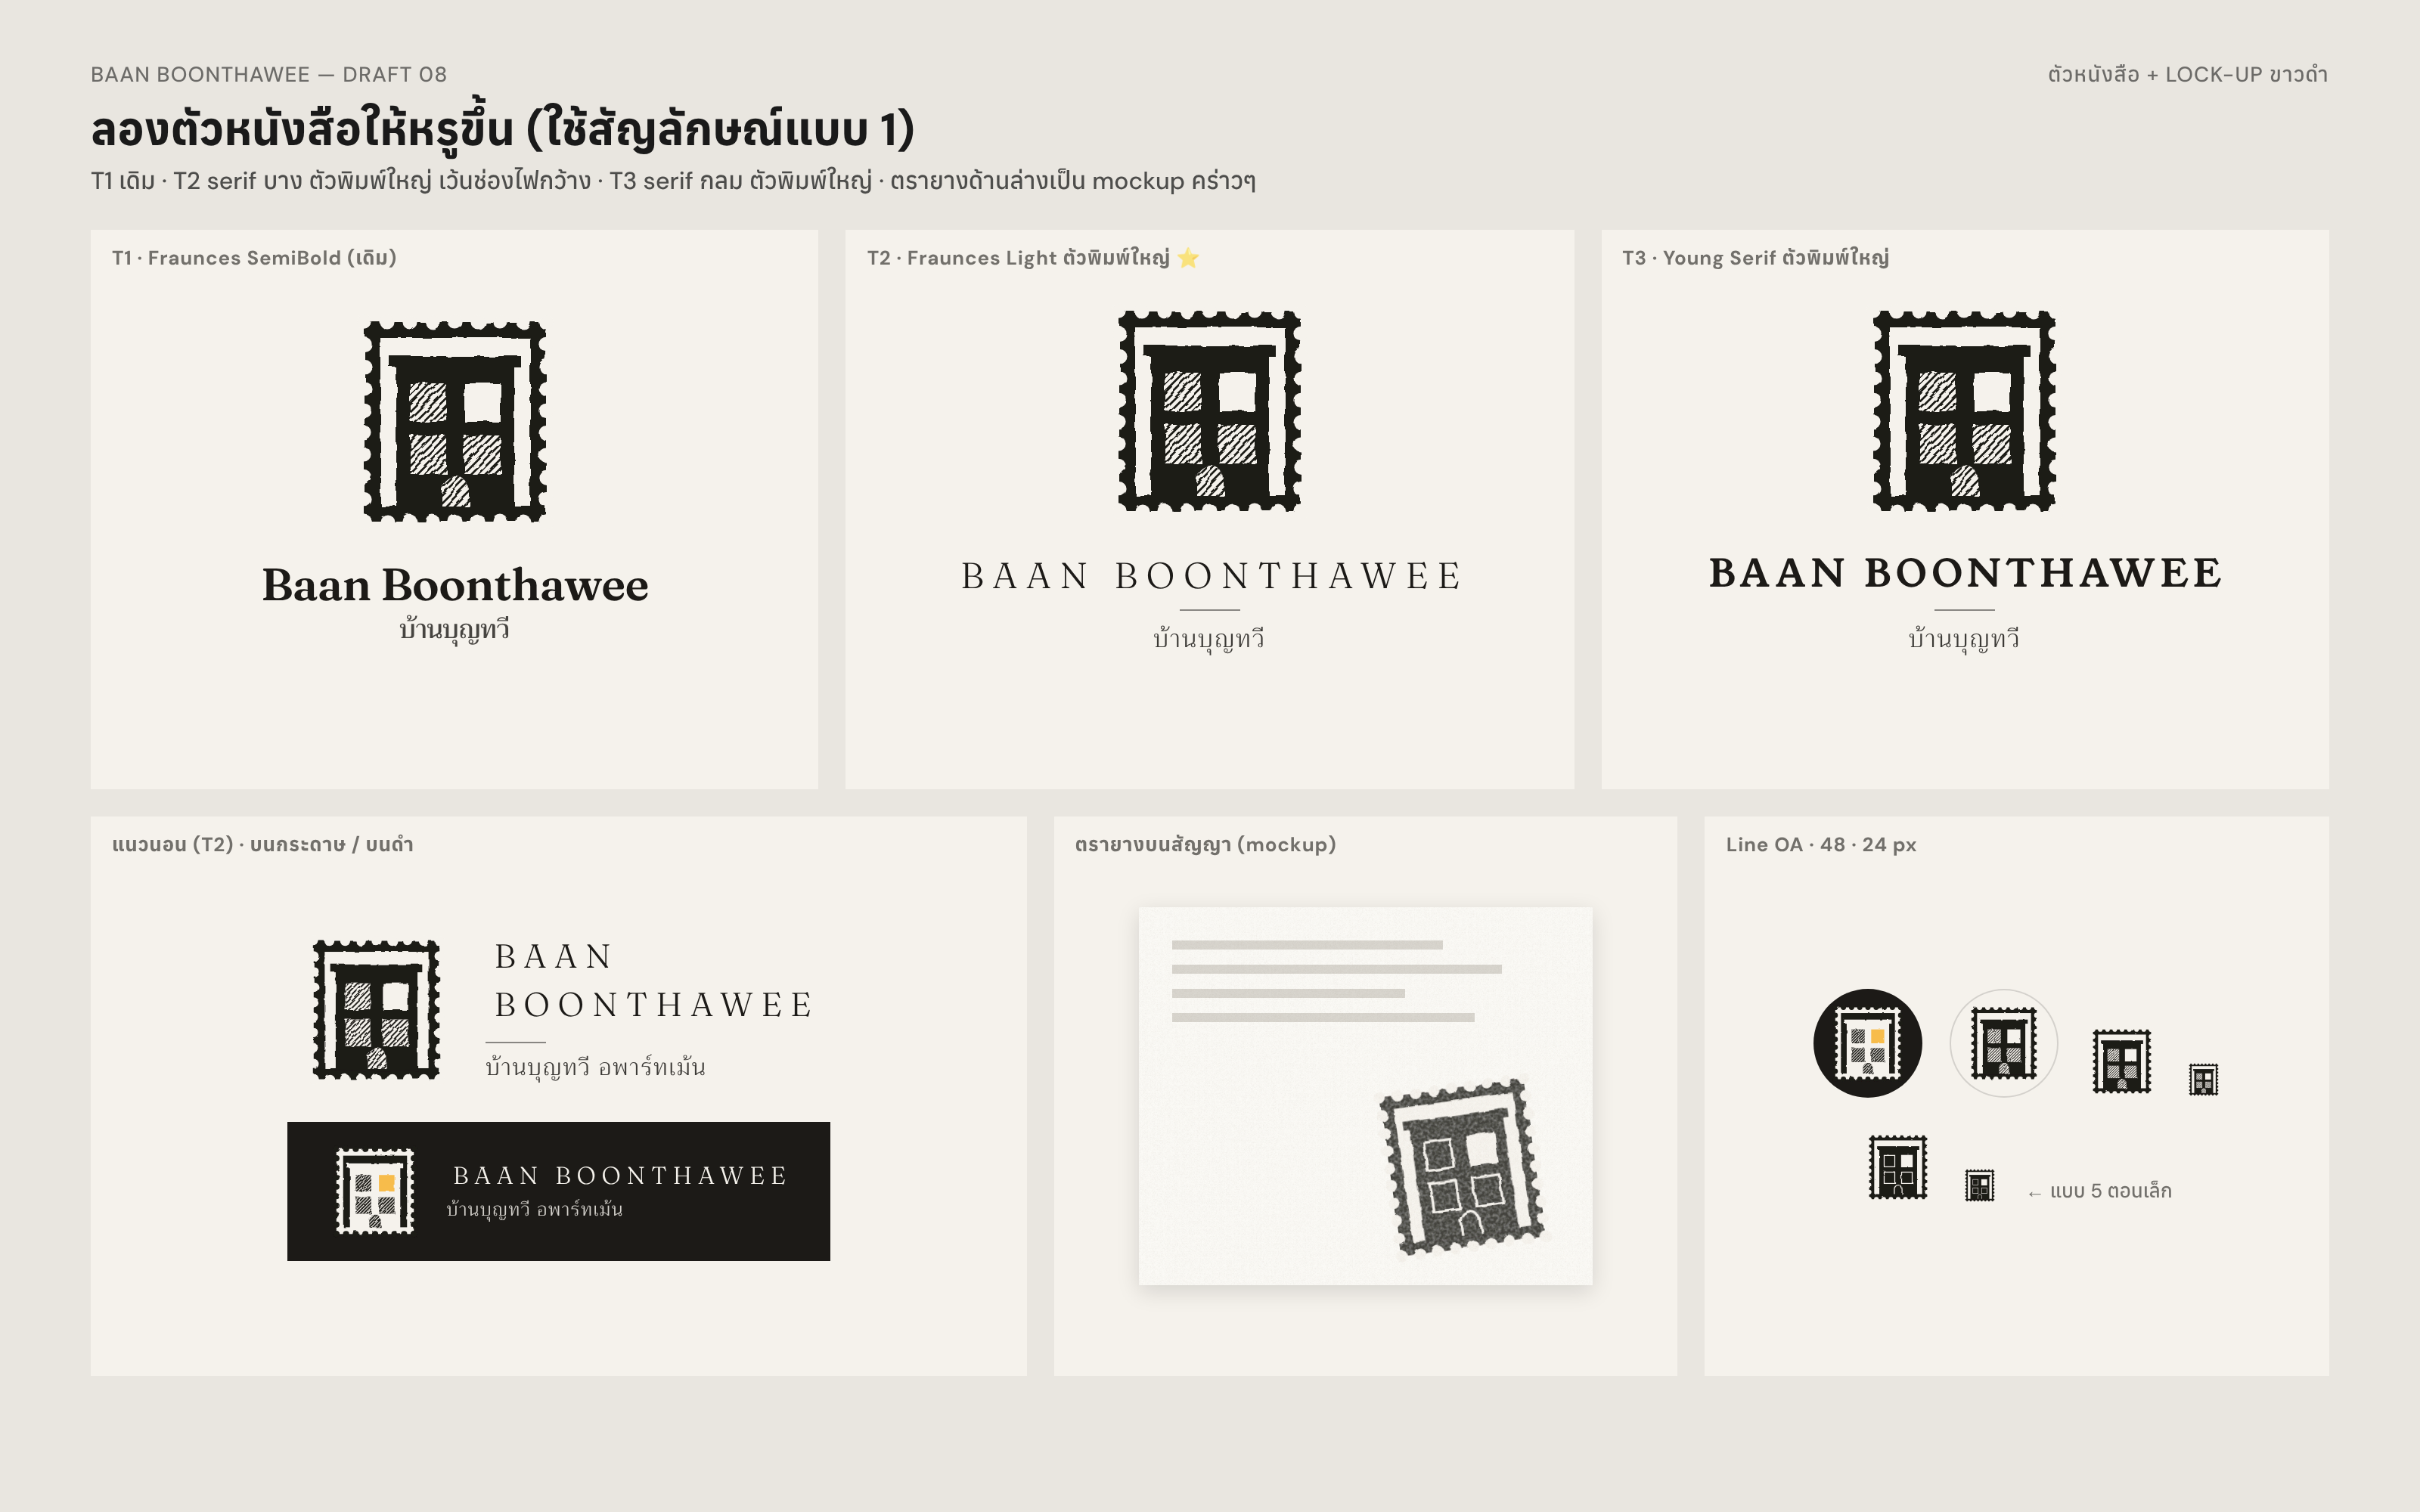 BAAN BOONTHAWEE — DRAFT 08
ตัวหนังสือ + LOCK-UP ขาวดำ
ลองตัวหนังสือให้หรูขึ้น (ใช้สัญลักษณ์แบบ 1)
T1 เดิม · T2 serif บาง ตัวพิมพ์ใหญ่ เว้นช่องไฟกว้าง · T3 serif กลม ตัวพิมพ์ใหญ่ · ตรายางด้านล่างเป็น mockup คร่าวๆ
T1 · Fraunces SemiBold (เดิม)
Baan Boonthawee
บ้านบุญทวี
T2 · Fraunces Light ตัวพิมพ์ใหญ่ ⭐
BAAN BOONTHAWEE
บ้านบุญทวี
T3 · Young Serif ตัวพิมพ์ใหญ่
BAAN BOONTHAWEE
บ้านบุญทวี
แนวนอน (T2) · บนกระดาษ / บนดำ
BAAN
BOONTHAWEE
บ้านบุญทวี อพาร์ทเม้น
BAAN BOONTHAWEE
บ้านบุญทวี อพาร์ทเม้น
ตรายางบนสัญญา (mockup)
Line OA · 48 · 24 px
← แบบ 5 ตอนเล็ก